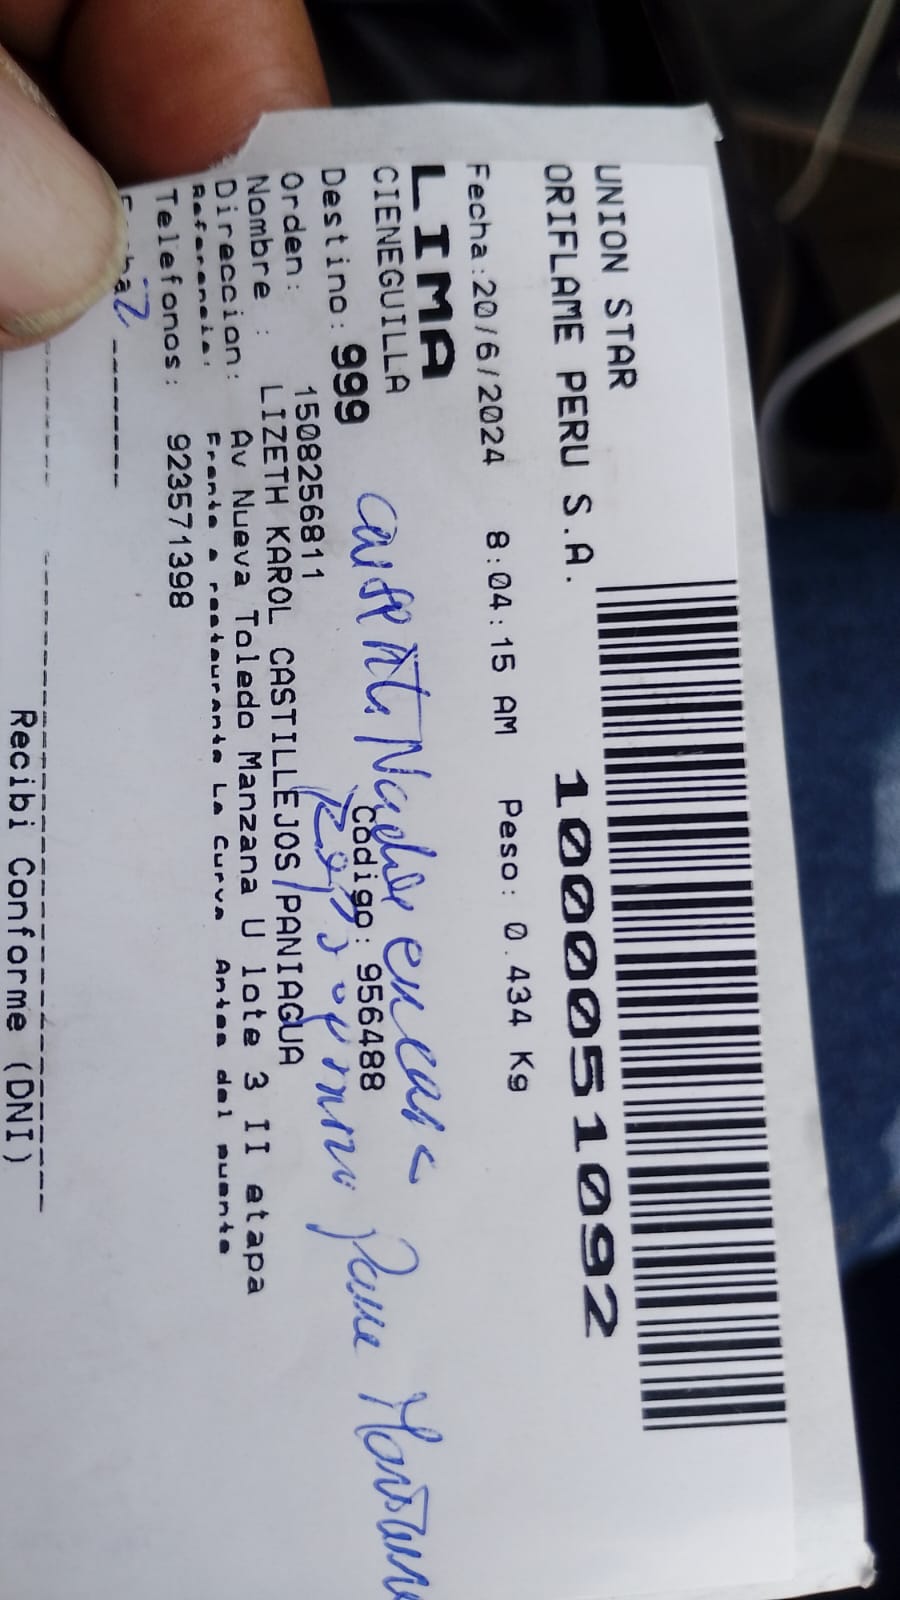 UNION STAR
ORIFLAME PERU S.A.
1000051092
Fecha:20/6/2024 8:04:15 AM Peso: 0.434 Kg
LIMA
CIENEGUILLA
Destino: 999
Código: 956488
Orden: 1508256811
Nombre : LIZETH KAROL CASTILLEJOS/PANIAGUA
Direccion: Av Nueva Toledo Manzana U lote 3 II etapa
Referencia: Frente a restaurante La Curva Antes del puente
Telefonos: 923571398
Recibi Conforme (DNI)